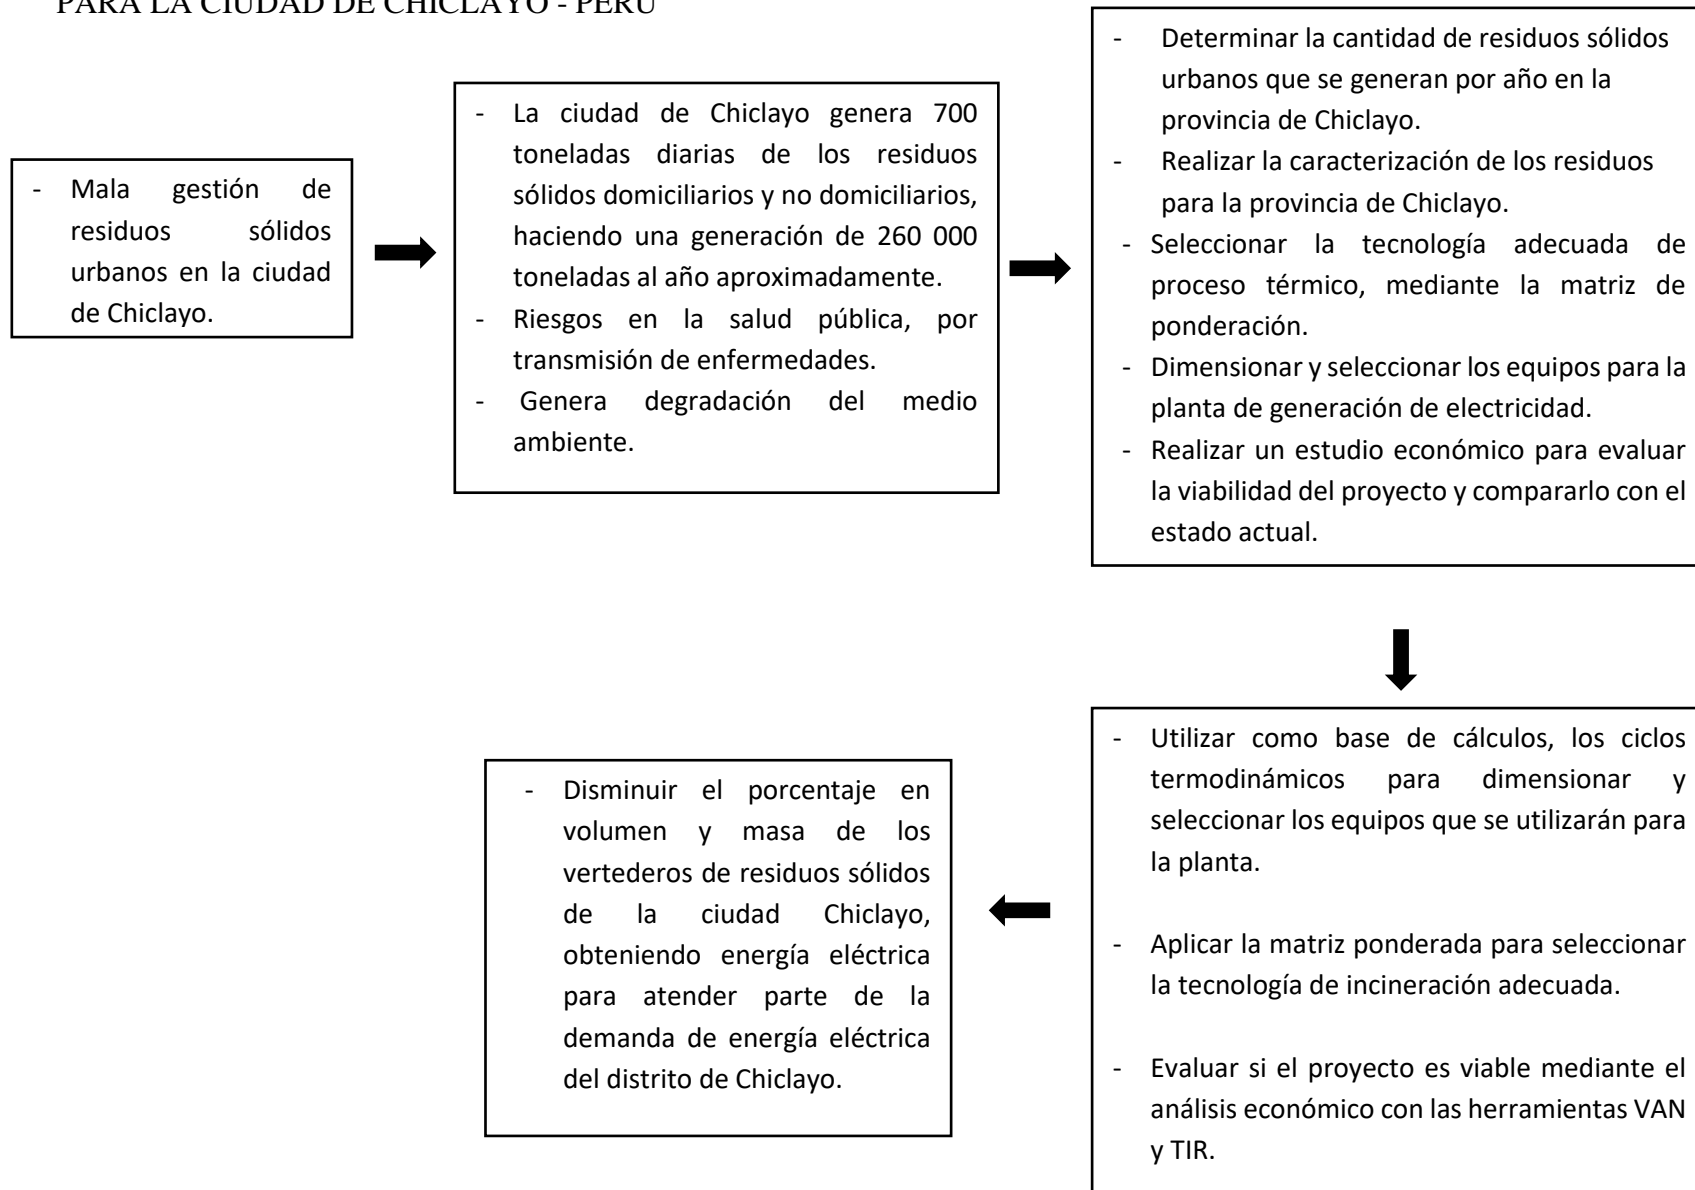 PARA LA CIUDAD DE CHICLAYO - PERÚ
- Mala gestión de
residuos sólidos
urbanos en la ciudad
de Chiclayo.
- La ciudad de Chiclayo genera 700
toneladas diarias de los residuos
sólidos domiciliarios y no domiciliarios,
haciendo una generación de 260 000
toneladas al año aproximadamente.
- Riesgos en la salud pública, por
transmisión de enfermedades.
- Genera degradación del medio
ambiente.
- Determinar la cantidad de residuos sólidos
urbanos que se generan por año en la
provincia de Chiclayo.
- Realizar la caracterización de los residuos
para la provincia de Chiclayo.
- Seleccionar la tecnología adecuada de
proceso térmico, mediante la matriz de
ponderación.
- Dimensionar y seleccionar los equipos para la
planta de generación de electricidad.
- Realizar un estudio económico para evaluar
la viabilidad del proyecto y compararlo con el
estado actual.
- Utilizar como base de cálculos, los ciclos
termodinámicos para dimensionar y
seleccionar los equipos que se utilizarán para
la planta.
- Aplicar la matriz ponderada para seleccionar
la tecnología de incineración adecuada.
- Evaluar si el proyecto es viable mediante el
análisis económico con las herramientas VAN
y TIR.
- Disminuir el porcentaje en
volumen y masa de los
vertederos de residuos sólidos
de la ciudad Chiclayo,
obteniendo energía eléctrica
para atender parte de la
demanda de energía eléctrica
del distrito de Chiclayo.